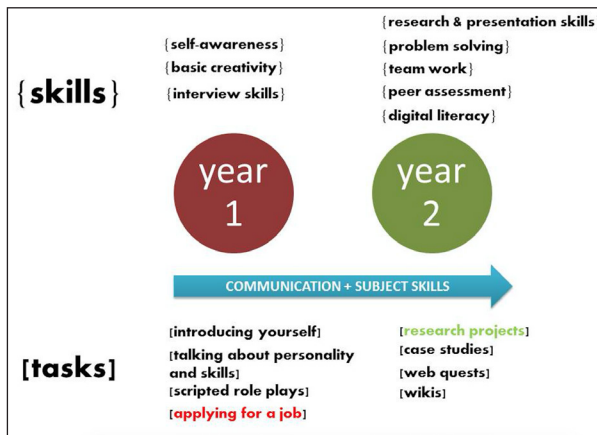 {skills}
{self-awareness}
{basic creativity}
{interview skills}
{research & presentation skills
{problem solving}
{team work}
{peer assessment}
{digital literacy}
year
1
year
2
COMMUNICATION + SUBJECT SKILLS
[tasks]
[introducing yourself]
[talking about personality
and skills]
[scripted role plays]
[applying for a job]
[research projects]
[case studies]
[web quests]
[wikis]